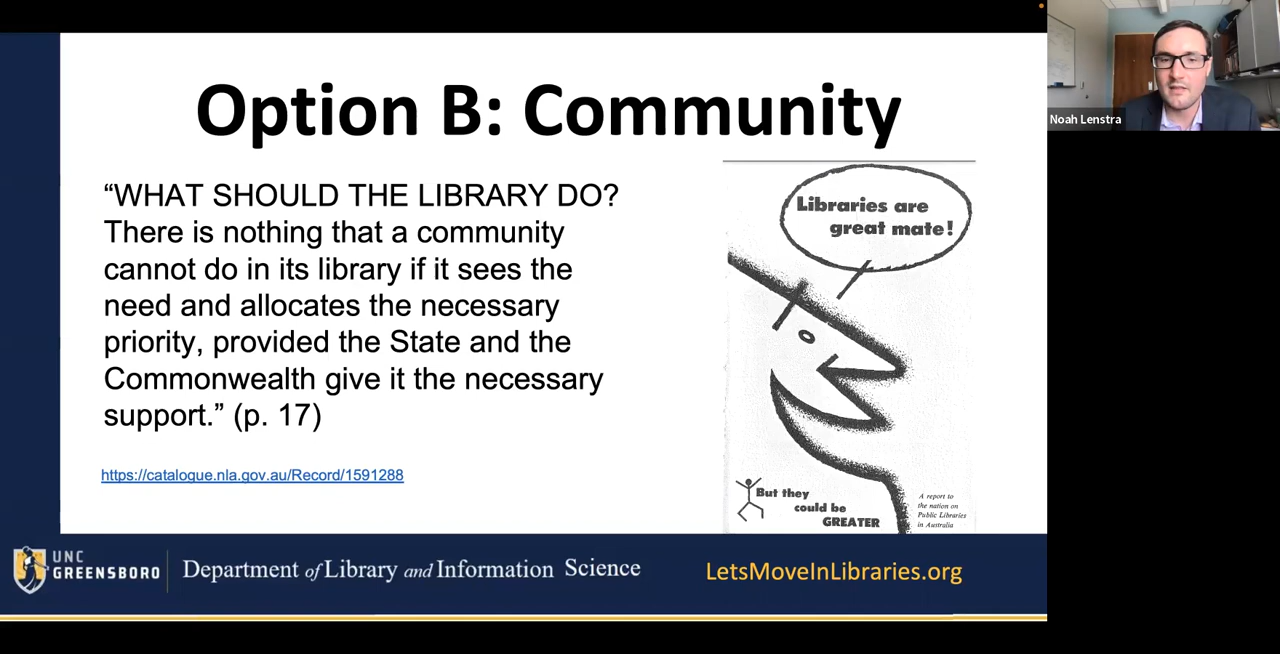 Option B: Community
“WHAT SHOULD THE LIBRARY DO?
There is nothing that a community
cannot do in its library if it sees the
need and allocates the necessary
priority, provided the State and the
Commonwealth give it the necessary
support.” (p. 17)
https://catalogue.nla.gov.au/Record/1591288
Libraries are
great mate!
But they
could be
GREATER
A report to
the nation on
Public Libraries
in Australia
UNC
GREENSBORO
Department of Library and Information Science
LetsMoveInLibraries.org
Noah Lenstra